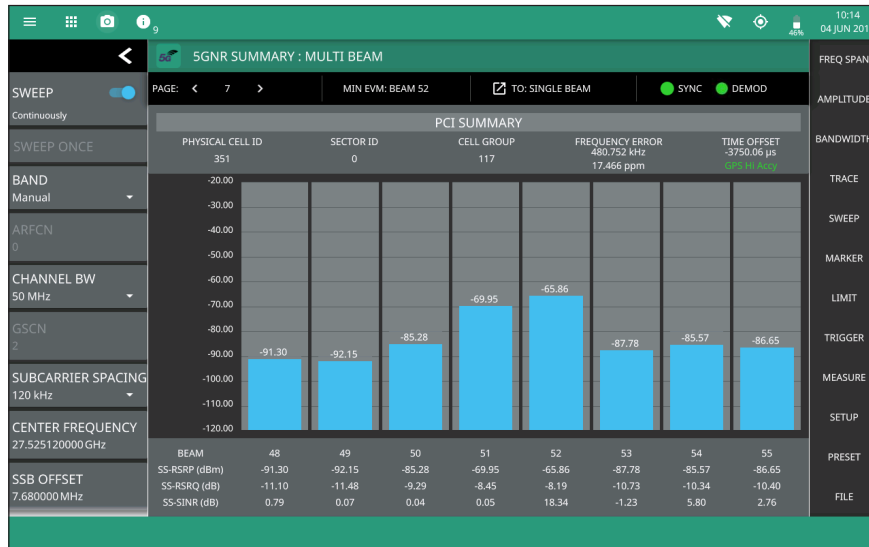 9
46%
10:14
04 JUN 201
5G
5GNR SUMMARY : MULTI BEAM
FREQ SPAN
AMPLITUDE
BANDWIDTH
TRACE
SWEEP
MARKER
LIMIT
TRIGGER
MEASURE
SETUP
PRESET
FILE
SWEEP
Continuously
SWEEP ONCE
BAND
Manual
ARFCN
0
CHANNEL BW
50 MHz
GSCN
2
SUBCARRIER SPACING
120 kHz
CENTER FREQUENCY
27.525120000 GHz
SSB OFFSET
7.680000 MHz
PAGE: < 7 > MIN EVM: BEAM 52 TO: SINGLE BEAM SYNC DEMOD
PCI SUMMARY
PHYSICAL CELL ID SECTOR ID CELL GROUP FREQUENCY ERROR TIME OFFSET
351 0 117 480.752 kHz -3750.06 µs
17.466 ppm GPS Hi Accy
-20.00
-30.00
-40.00
-50.00
-60.00
-70.00
-80.00
-90.00
-100.00
-110.00
-120.00
-91.30 -92.15 -85.28 -69.95 -65.86 -87.78 -85.57 -86.65
BEAM 48 49 50 51 52 53 54 55
SS-RSRP (dBm) -91.30 -92.15 -85.28 -69.95 -65.86 -87.78 -85.57 -86.65
SS-RSRQ (dB) -11.10 -11.48 -9.29 -8.45 -8.19 -10.73 -10.34 -10.40
SS-SINR (dB) 0.79 0.07 0.04 0.05 18.34 -1.23 5.80 2.76